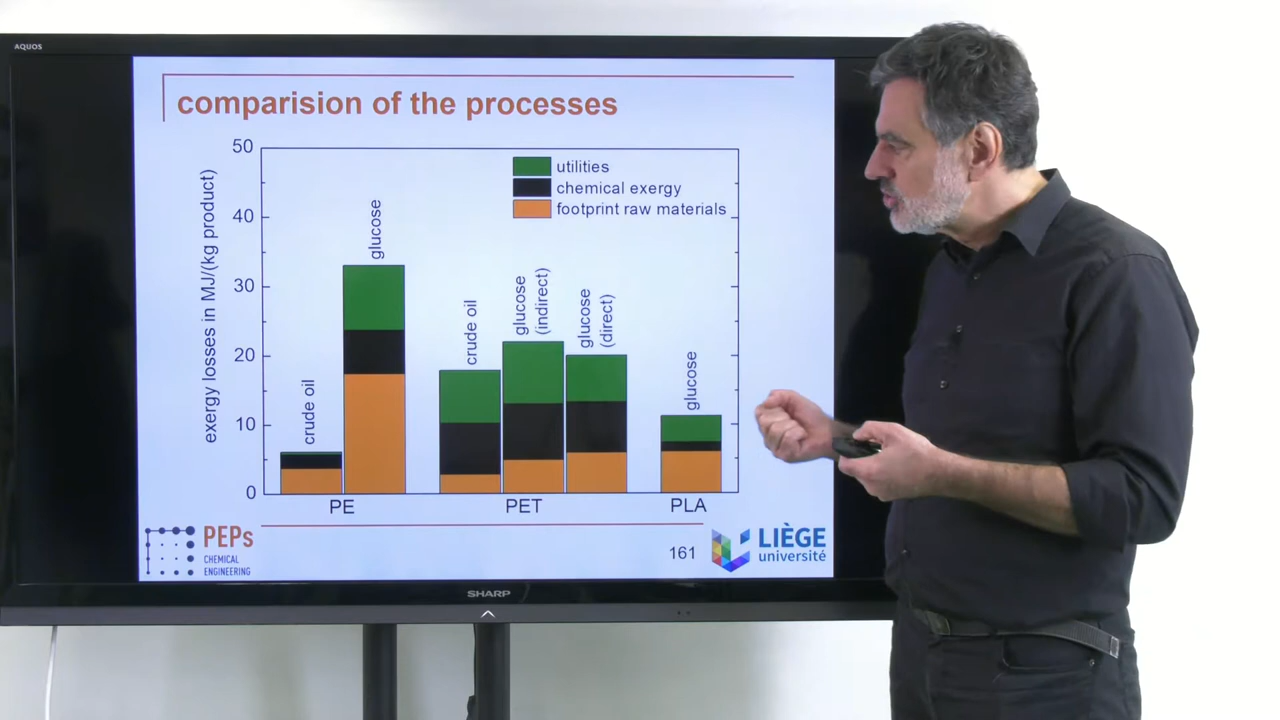 AQUOS
comparision of the processes
50
40
30
20
10
0
exergy losses in MJ/(kg product)
utilities
chemical exergy
footprint raw materials
crude oil
glucose
crude oil
glucose
(indirect)
glucose
(direct)
glucose
PE
PET
PLA
PEPs
CHEMICAL
ENGINEERING
161
LIÈGE
université
SHARP